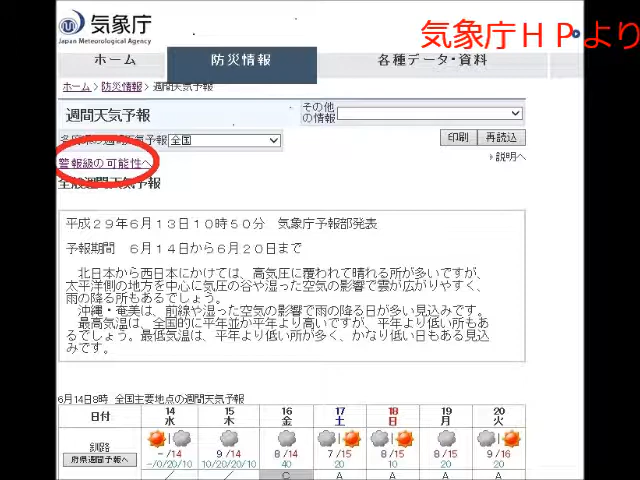 気象庁
Japan Meteorological Agency
気象庁ＨＰより
ホーム 防災情報 各種データ・資料
ホーム > 防災情報 > 週間天気予報
週間天気予報 その他の情報
各府県の週間天気予報 全国 印刷 再読込
警報級の可能性へ 説明へ
全般週間天気予報
平成２９年６月１３日１０時５０分　気象庁予報部発表
予報期間　６月１４日から６月２０日まで
北日本から西日本にかけては、高気圧に覆われて晴れる所が多いですが、
太平洋側の地方を中心に気圧の谷や湿った空気の影響で雲が広がりやすく、
雨の降る所もあるでしょう。
沖縄・奄美は、前線や湿った空気の影響で雨の降る日が多い見込みです。
最高気温は、全国的に平年並か平年より高いですが、平年より低い所もあ
るでしょう。最低気温は、平年より低い所が多く、かなり低い日もある見込
みです。
6月14日8時 全国主要地点の週間天気予報
日付 14 15 16 17 18 19 20
水 木 金 土 日 月 火
釧路
府県週間予報へ
- /14 9 /14 8 /14 7 /15 8 /15 8 /15 9 /16
-/0/20/10 10/20/20/10 40 20 10 20 20
/ / C A A A A